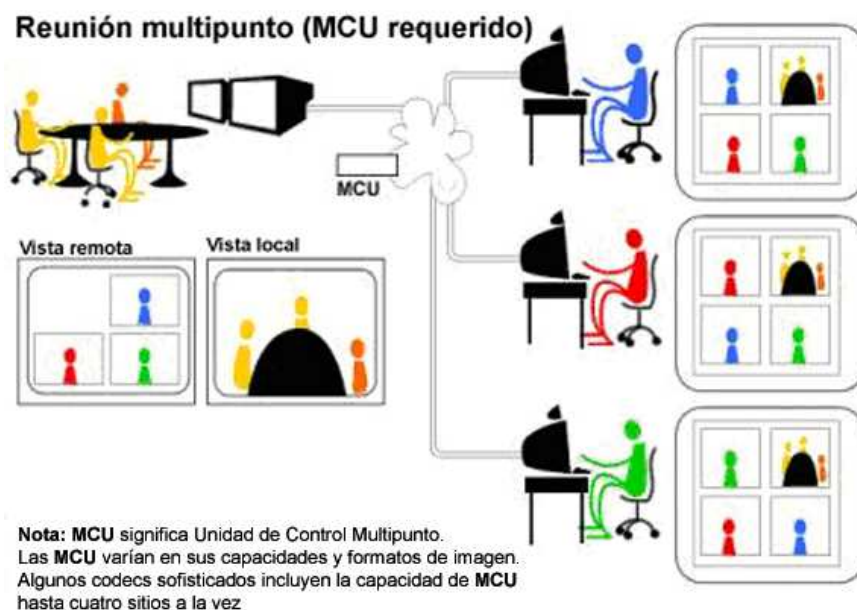 Reunión multipunto (MCU requerido)
MCU
Vista remota
Vista local
Nota: MCU significa Unidad de Control Multipunto.
Las MCU varían en sus capacidades y formatos de imagen.
Algunos codecs sofisticados incluyen la capacidad de MCU
hasta cuatro sitios a la vez